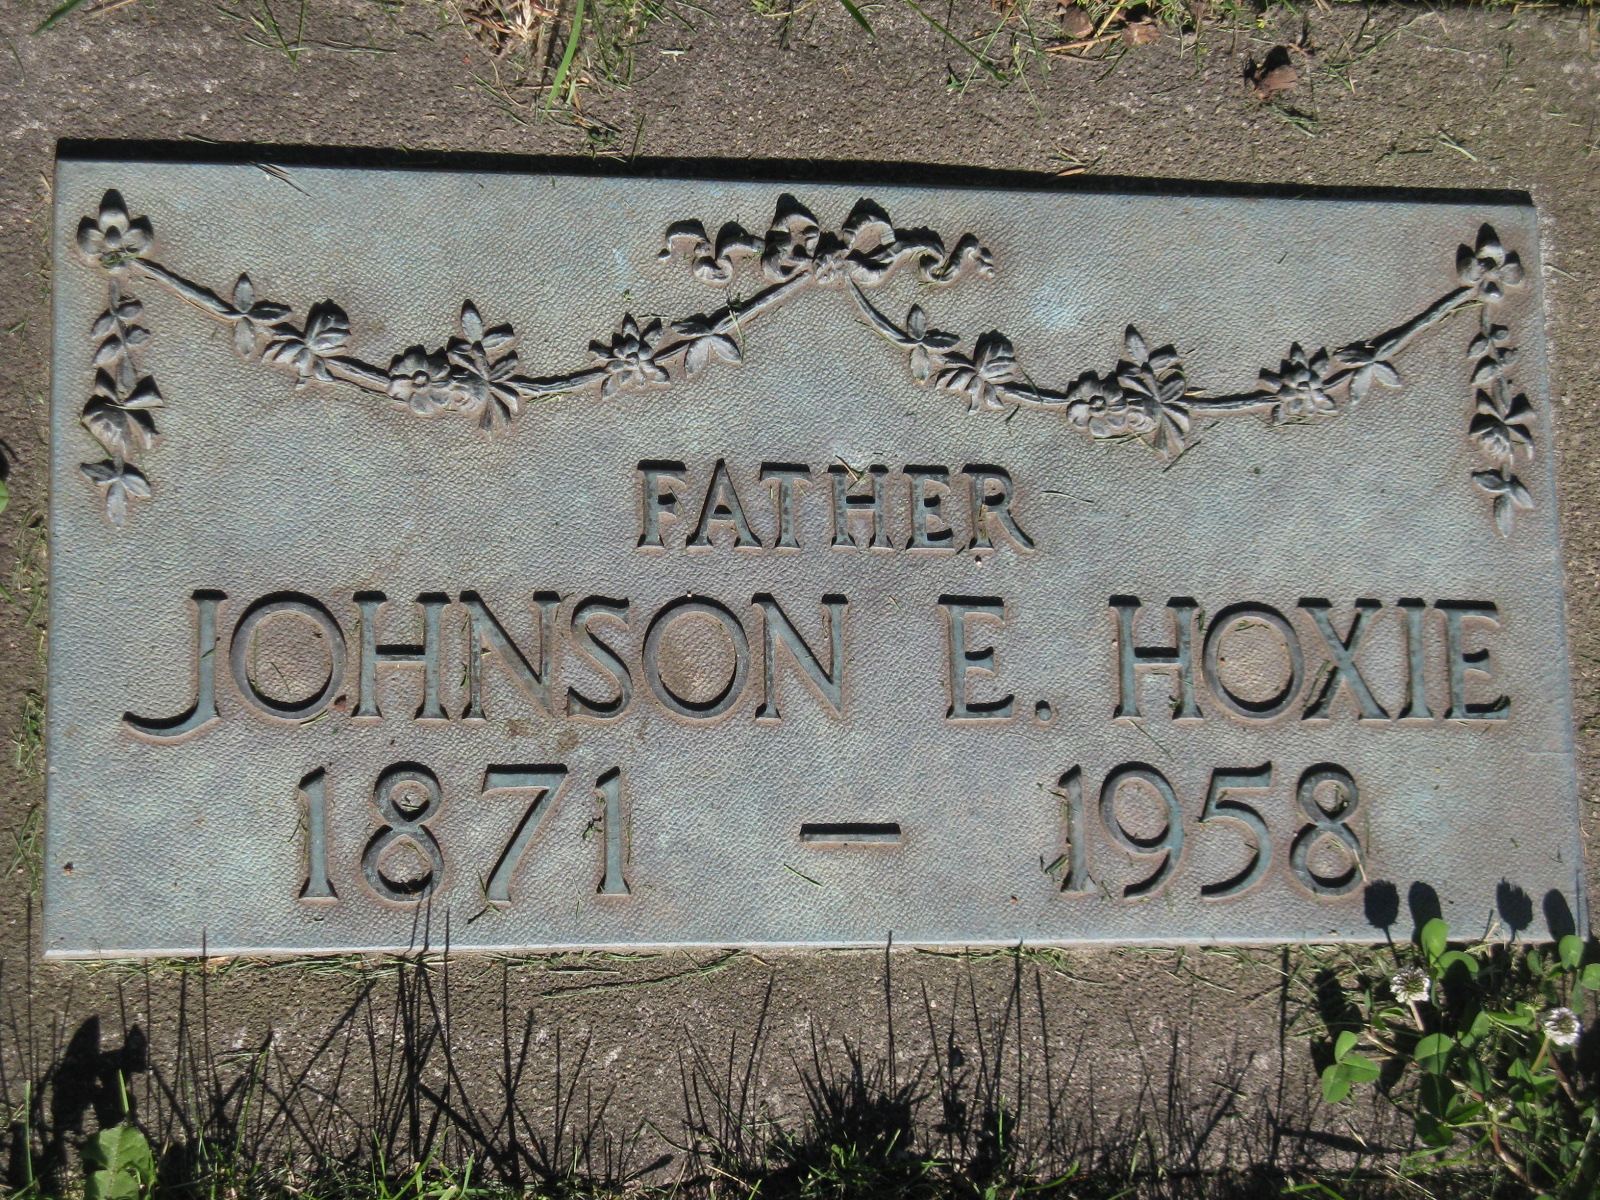 FATHER
JOHNSON E. HOXIE
1871 — 1958